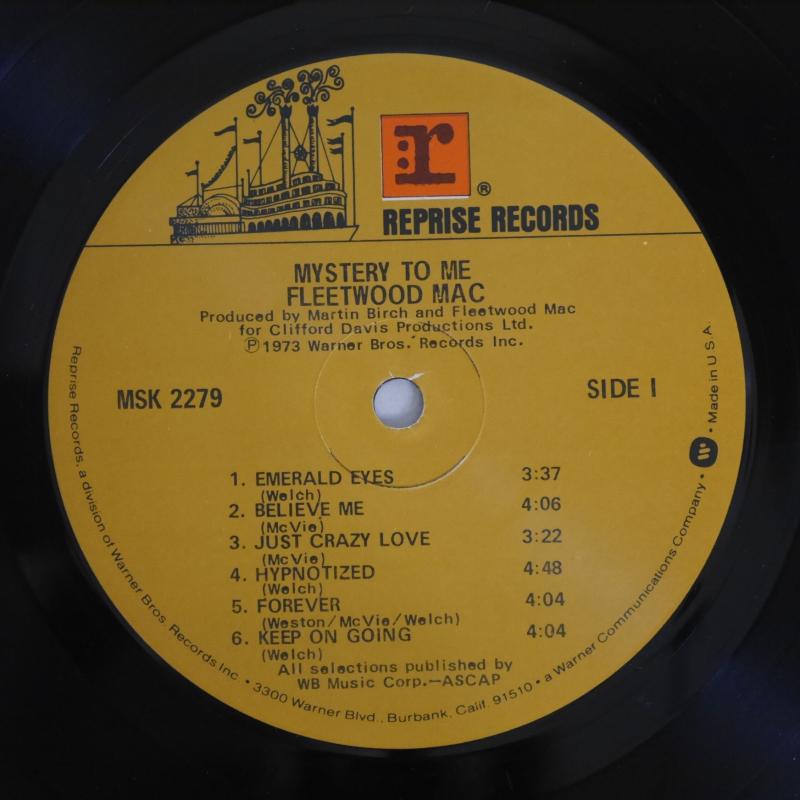 r ®
REPRISE RECORDS
MYSTERY TO ME
FLEETWOOD MAC
Produced by Martin Birch and Fleetwood Mac
for Clifford Davis Productions Ltd.
℗ 1973 Warner Bros. Records Inc.
MSK 2279
SIDE 1
1. EMERALD EYES 3:37
(Welch)
2. BELIEVE ME 4:06
(McVie)
3. JUST CRAZY LOVE 3:22
(McVie)
4. HYPNOTIZED 4:48
(Welch)
5. FOREVER 4:04
(Weston/McVie/Welch)
6. KEEP ON GOING 4:04
(Welch)
All selections published by
WB Music Corp.—ASCAP
Reprise Records, a division of Warner Bros. Records Inc • 3300 Warner Blvd., Burbank, Calif. 91510 • a Warner Communications Company • W • Made in U.S.A.